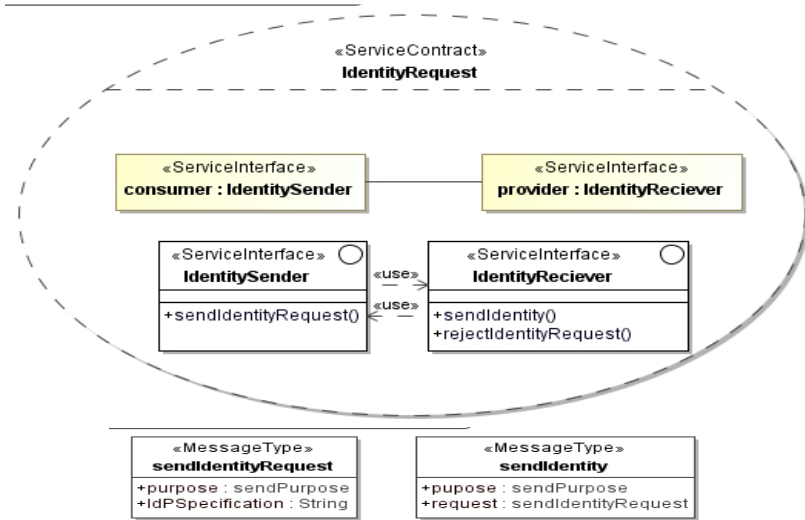 «ServiceContract»
IdentityRequest
«ServiceInterface»
consumer : IdentitySender
«ServiceInterface»
provider : IdentityReciever
«ServiceInterface»
IdentitySender
+sendIdentityRequest()
«use»
«use»
«ServiceInterface»
IdentityReciever
+sendIdentity()
+rejectIdentityRequest()
«MessageType»
sendIdentityRequest
+purpose : sendPurpose
+IdPSpecification : String
«MessageType»
sendIdentity
+pupose : sendPurpose
+request : sendIdentityRequest